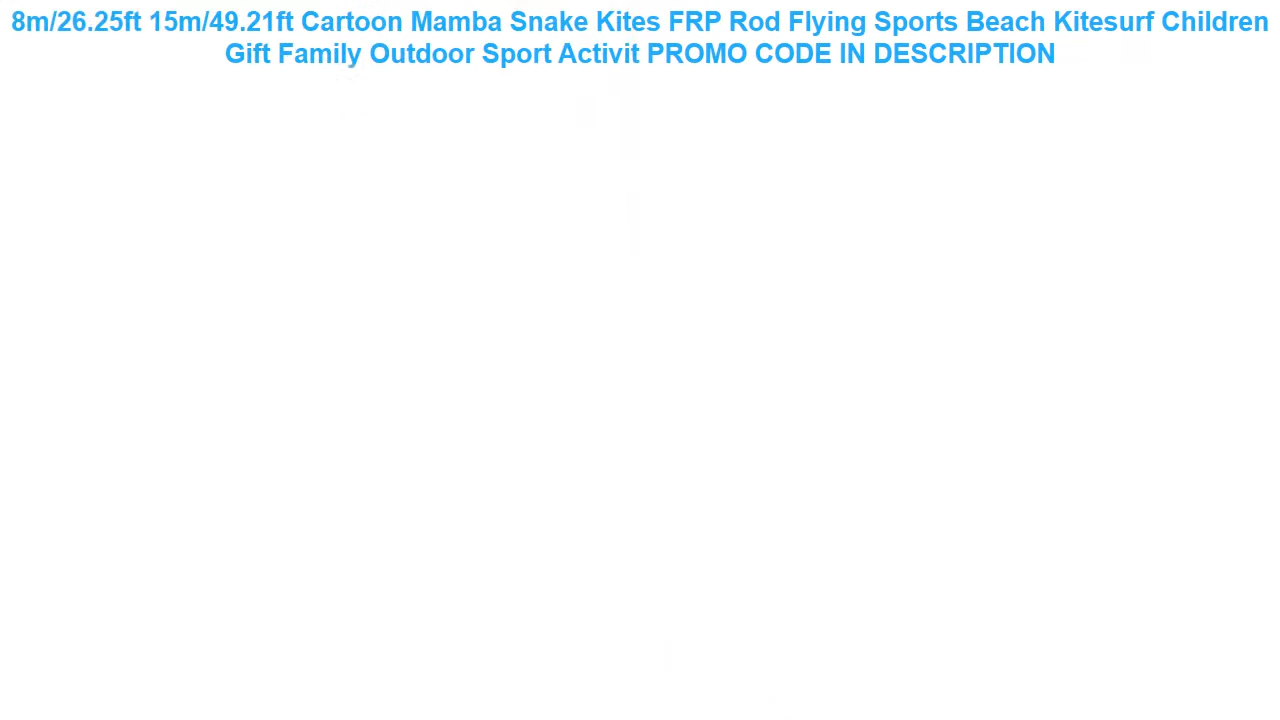 8m/26.25ft 15m/49.21ft Cartoon Mamba Snake Kites FRP Rod Flying Sports Beach Kitesurf Children
Gift Family Outdoor Sport Activit PROMO CODE IN DESCRIPTION